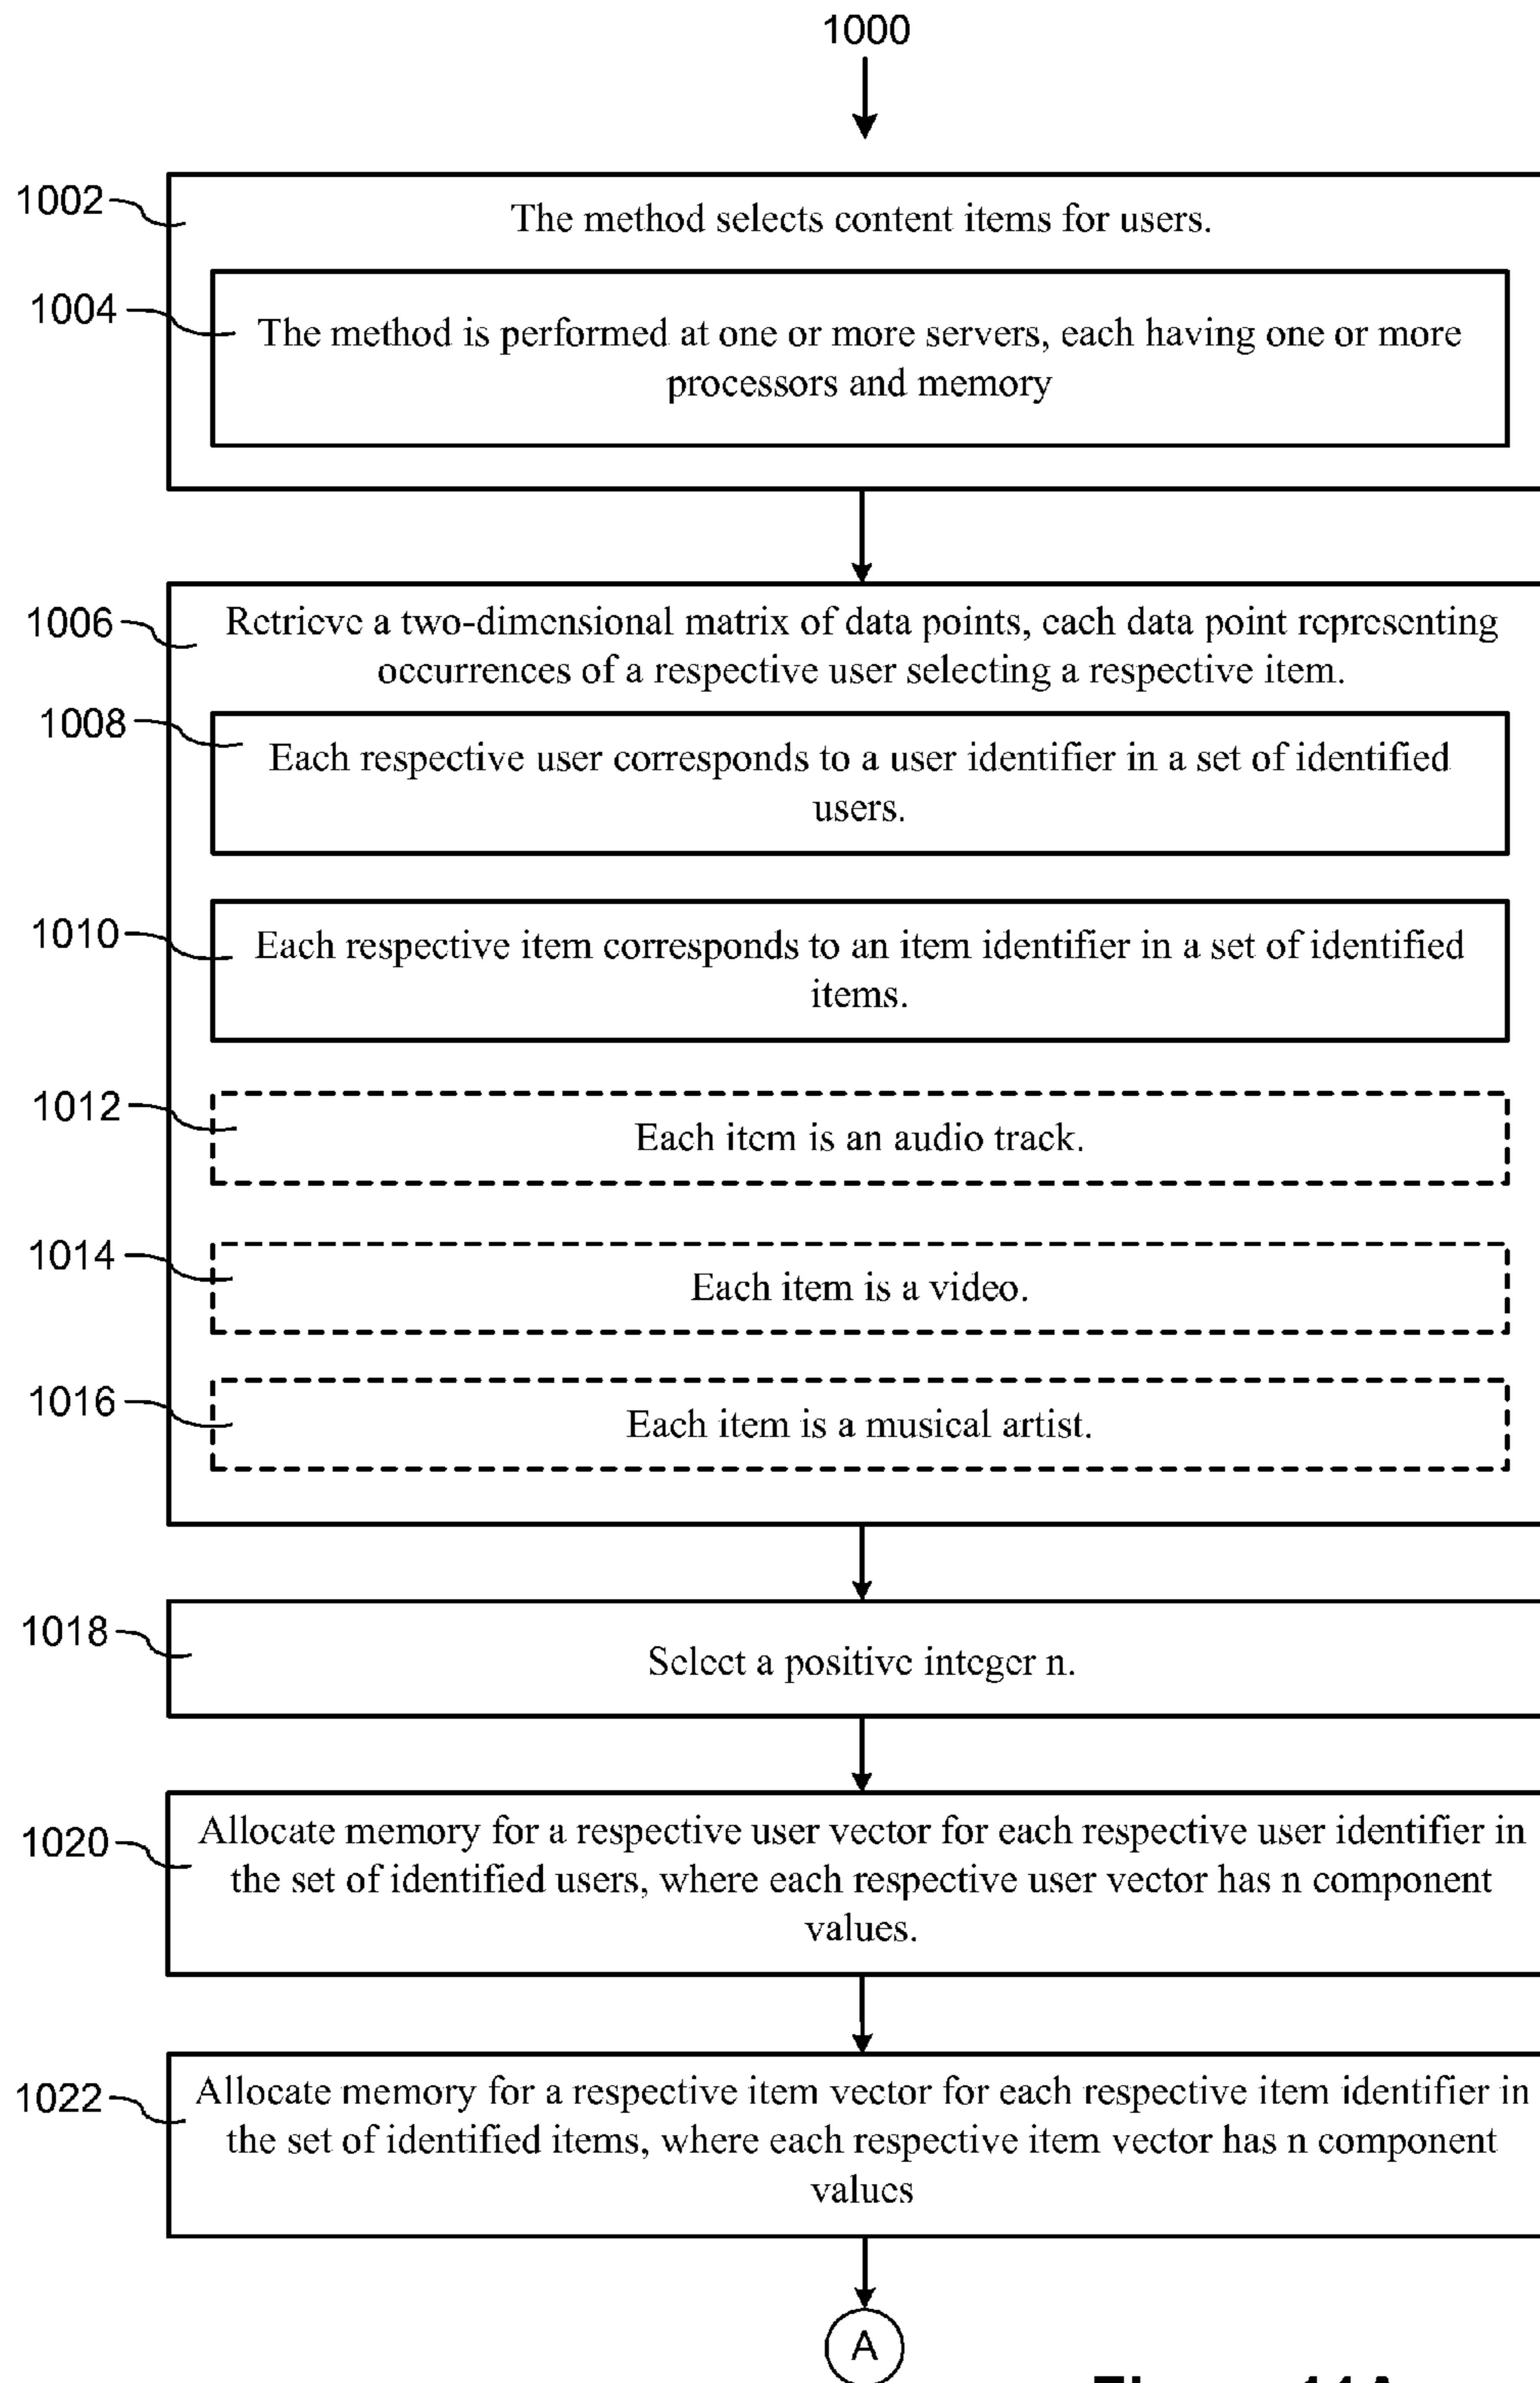 1000
1002
The method selects content items for users.
1004
The method is performed at one or more servers, each having one or more
processors and memory
1006
Retrieve a two-dimensional matrix of data points, each data point representing
occurrences of a respective user selecting a respective item.
1008
Each respective user corresponds to a user identifier in a set of identified
users.
1010
Each respective item corresponds to an item identifier in a set of identified
items.
1012
Each item is an audio track.
1014
Each item is a video.
1016
Each item is a musical artist.
1018
Select a positive integer n.
1020
Allocate memory for a respective user vector for each respective user identifier in
the set of identified users, where each respective user vector has n component
values.
1022
Allocate memory for a respective item vector for each respective item identifier in
the set of identified items, where each respective item vector has n component
values
A